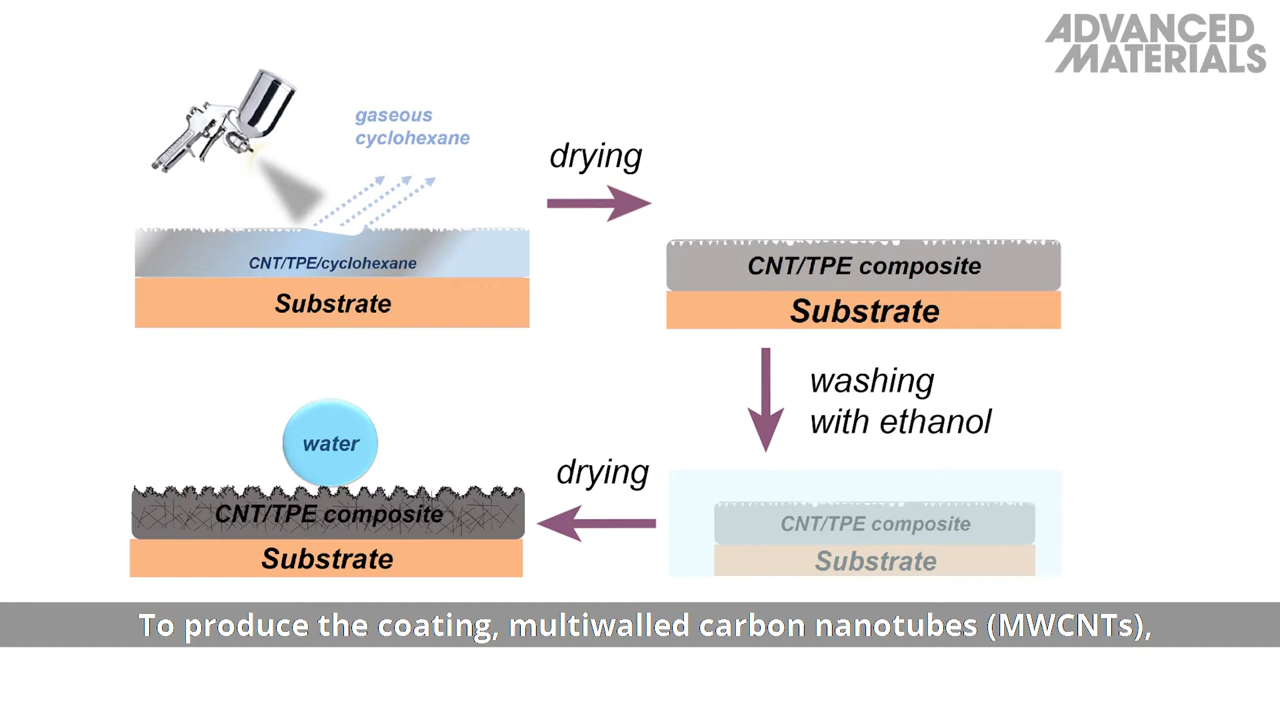 ADVANCED
MATERIALS
gaseous
cyclohexane
drying
CNT/TPE/cyclohexane
Substrate
CNT/TPE composite
Substrate
washing
with ethanol
water
drying
CNT/TPE composite
Substrate
CNT/TPE composite
Substrate
To produce the coating, multiwalled carbon nanotubes (MWCNTs),